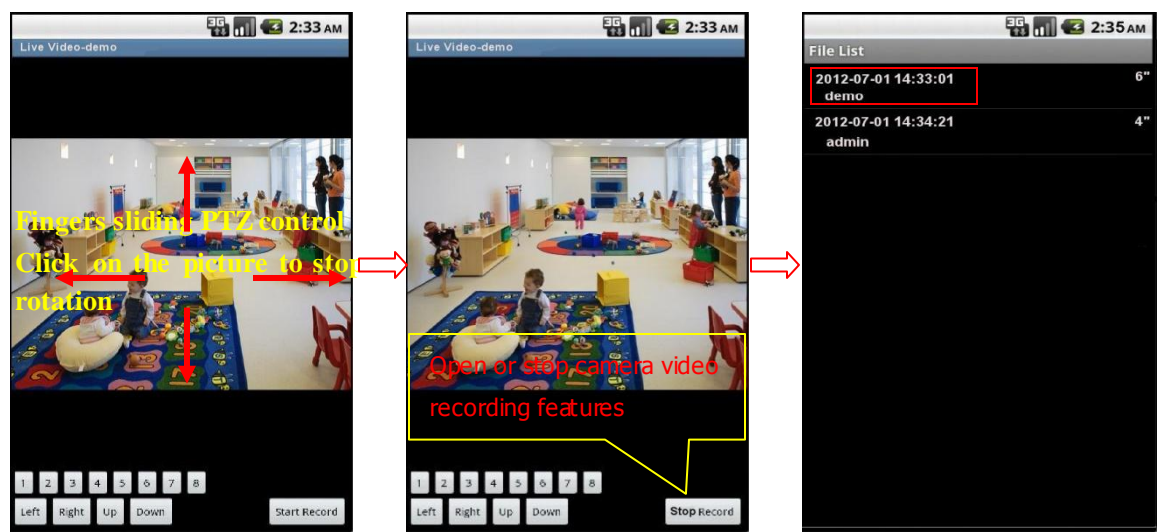 3G 2:33 AM
Live Video-demo
Fingers sliding PTZ control
Click on the picture to stop
rotation
1 2 3 4 5 6 7 8
Left Right Up Down Start Record
3G 2:33 AM
Live Video-demo
Open or stop camera video
recording features
1 2 3 4 5 6 7 8
Left Right Up Down Stop Record
3G 2:35 AM
File List
2012-07-01 14:33:01 6"
demo
2012-07-01 14:34:21 4"
admin